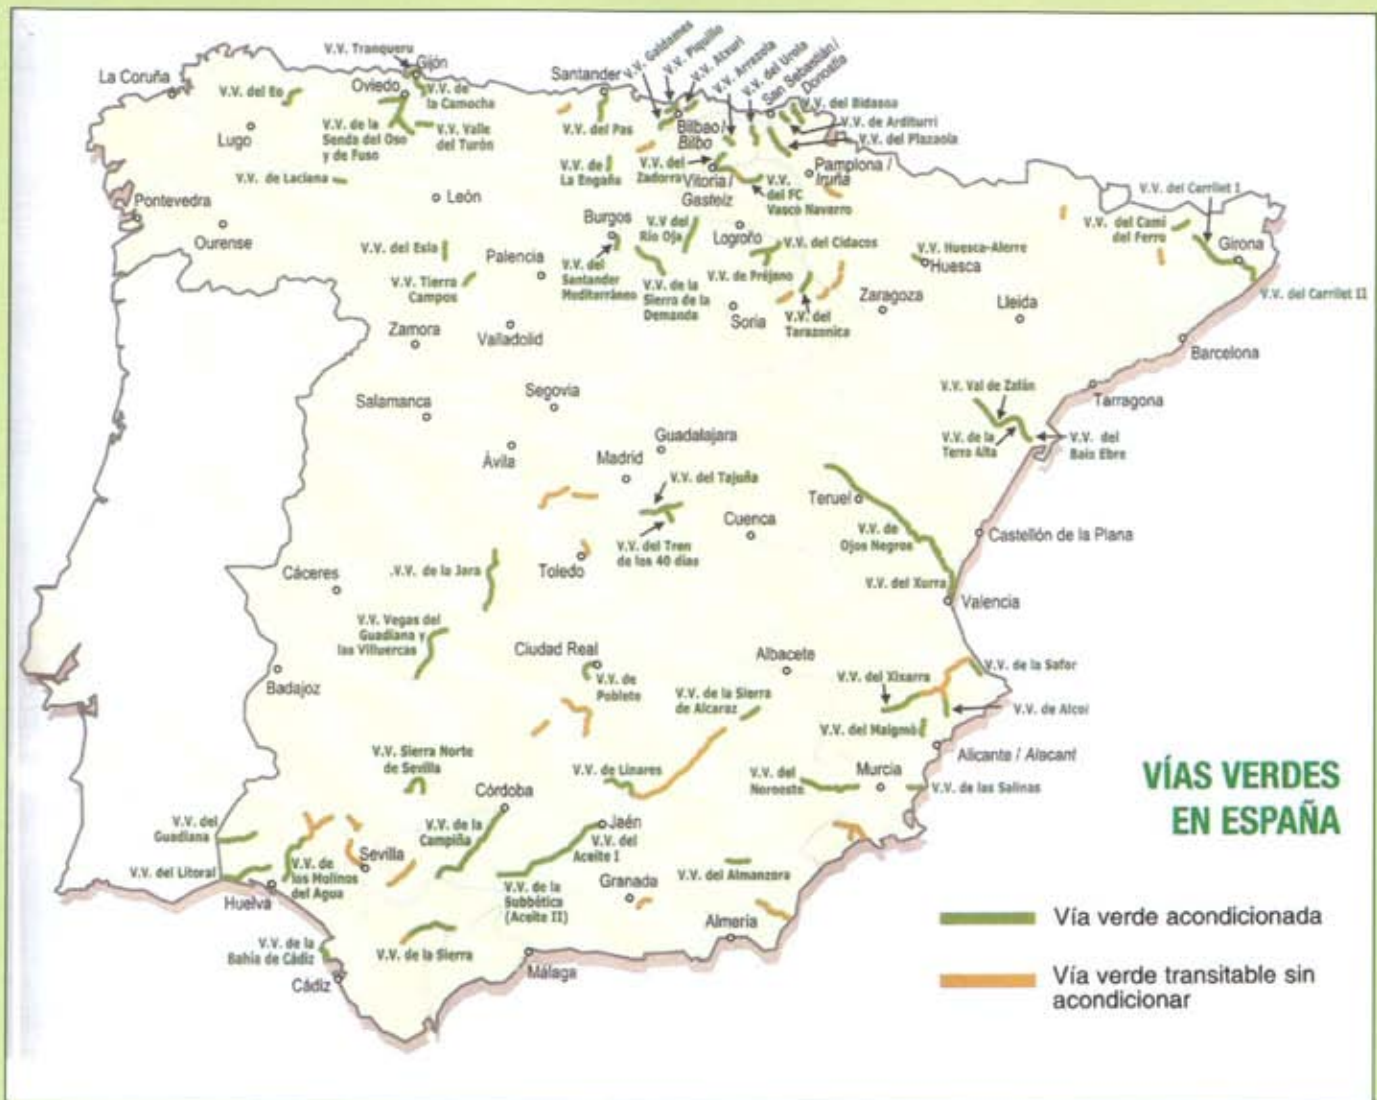 V.V. Tranqueru
Gijón
La Coruña
V.V. del Eo
Oviedo
V.V. de
la Camocha
Lugo
V.V. de la
Senda del Oso
y de Fuso
V.V. Valle
del Turón
V.V. de Laciana
León
Pontevedra
Ourense
Santander
V.V. Galdames
V.V. Piquillo
V.V. Atxuri
V.V. Arrazola
V.V. del Urola
San Sebastián/
Donostia
V.V. del Pas
Bilbao/
Bilbo
V.V. del Bidasoa
V.V. de Arditurri
V.V. del Plazaola
V.V. de
La Engaña
V.V. del
Zadorra
Vitoria/
Gasteiz
Pamplona /
Iruña
V.V.
del FC
Vasco Navarro
V.V. del Carrilet I
V.V. del Camí
del Ferro
Girona
V.V. del Carrilet II
Burgos
V.V del
Río Oja
Logroño
V.V. del Cidacos
V.V. Huesca-Alerre
Huesca
V.V. del Esla
Palencia
V.V. del
Santander
Mediterráneo
V.V. de Préjano
V.V. Tierra
Campos
V.V. de la
Sierra de la
Demanda
Soria
V.V. del
Tarazonica
Zaragoza
Lleida
Zamora
Valladolid
Barcelona
Salamanca
Segovia
V.V. Val de Zafán
Tarragona
Ávila
Madrid
Guadalajara
V.V. de la
Terra Alta
V.V. del
Baix Ebre
V.V. del Tajuña
Teruel
Cuenca
V.V. de
Ojos Negros
Castellón de la Plana
V.V. del Tren
de los 40 días
Toledo
Cáceres
.V.V. de la Jara
V.V. del Xurra
Valencia
V.V. Vegas del
Guadiana y
las Villuercas
Ciudad Real
Albacete
V.V. de la Safor
Badajoz
V.V. de
Poblete
V.V. de la Sierra
de Alcaraz
V.V. del Xixarra
V.V. de Alcoi
V.V. del Maigmò
Alicante / Alacant
V.V. Sierra Norte
de Sevilla
V.V. de Linares
V.V. del
Noroeste
Murcia
V.V. de las Salinas
VÍAS VERDES
EN ESPAÑA
Córdoba
V.V. del
Guadiana
V.V. de la
Campiña
Jaén
V.V. del
Aceite I
Sevilla
V.V. del Litoral
V.V. de
los Molinos
del Agua
Huelva
V.V. de la
Subbética
(Aceite II)
Granada
V.V. del Almanzora
Almería
V.V. de la
Bahía de Cádiz
V.V. de la Sierra
Málaga
Cádiz
Vía verde acondicionada
Vía verde transitable sin
acondicionar